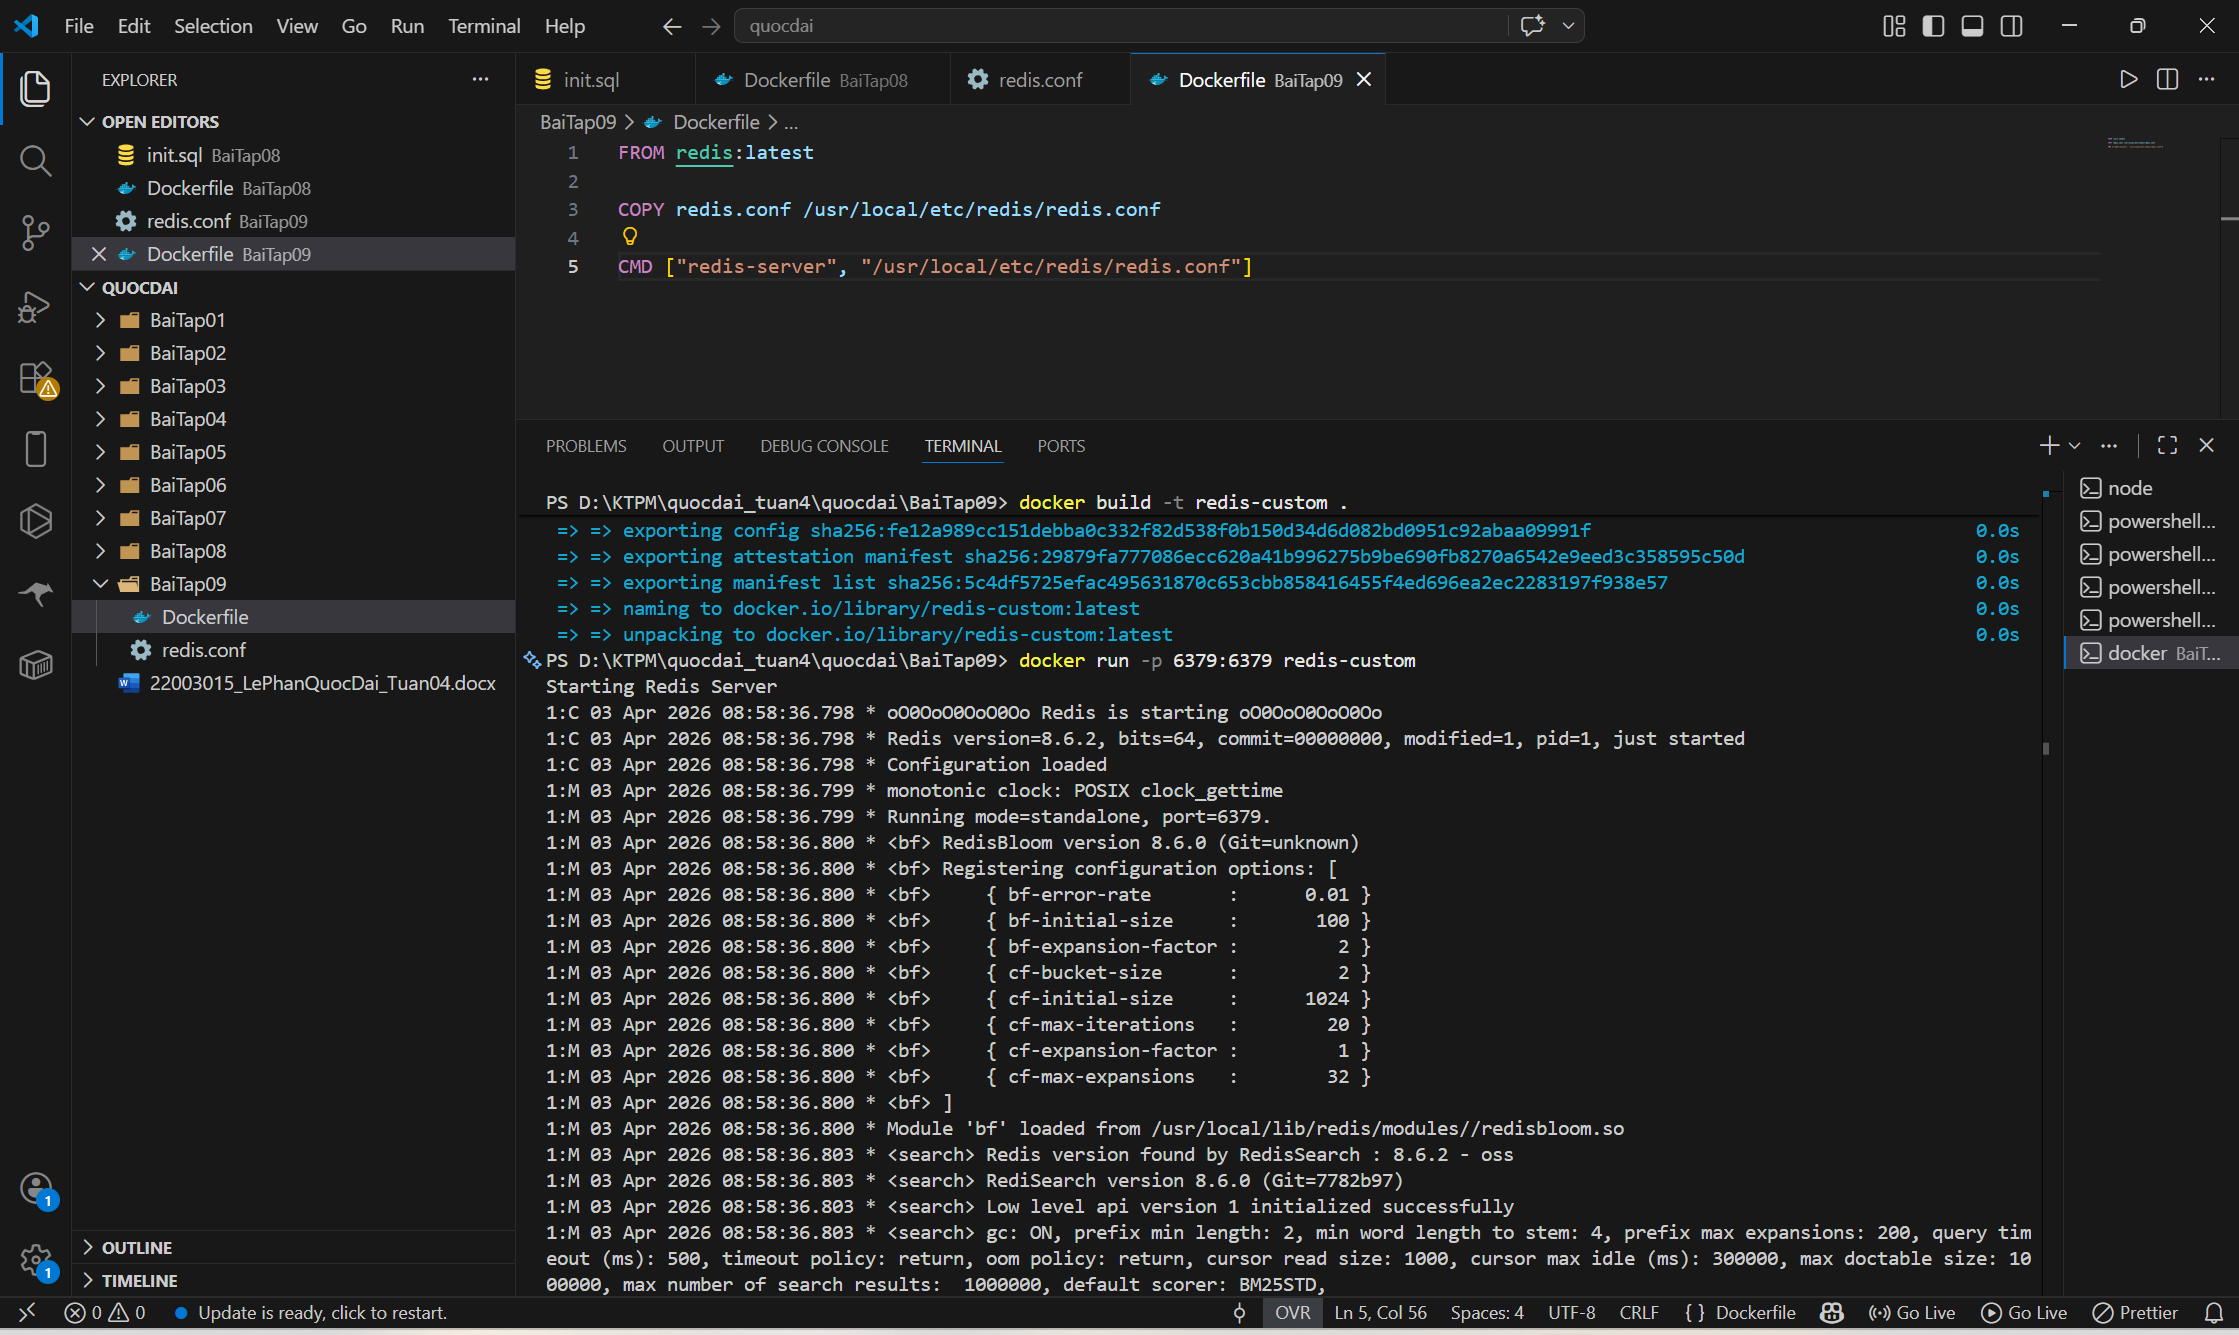 File Edit Selection View Go Run Terminal Help
quocdai
EXPLORER
OPEN EDITORS
init.sql BaiTap08
Dockerfile BaiTap08
redis.conf BaiTap09
Dockerfile BaiTap09
QUOCDAI
BaiTap01
BaiTap02
BaiTap03
BaiTap04
BaiTap05
BaiTap06
BaiTap07
BaiTap08
BaiTap09
Dockerfile
redis.conf
22003015_LePhanQuocDai_Tuan04.docx
OUTLINE
TIMELINE
init.sql
Dockerfile BaiTap08
redis.conf
Dockerfile BaiTap09
BaiTap09 > Dockerfile > ...
1 FROM redis:latest
2
3 COPY redis.conf /usr/local/etc/redis/redis.conf
4
5 CMD ["redis-server", "/usr/local/etc/redis/redis.conf"]
PROBLEMS OUTPUT DEBUG CONSOLE TERMINAL PORTS
PS D:\KTPM\quocdai_tuan4\quocdai\BaiTap09> docker build -t redis-custom .
=> => exporting config sha256:fe12a989cc151debba0c332f82d538f0b150d34d6d082bd0951c92abaa09991f 0.0s
=> => exporting attestation manifest sha256:29879fa777086ecc620a41b996275b9be690fb8270a6542e9eed3c358595c50d 0.0s
=> => exporting manifest list sha256:5c4df5725efac495631870c653cbb858416455f4ed696ea2ec2283197f938e57 0.0s
=> => naming to docker.io/library/redis-custom:latest 0.0s
=> => unpacking to docker.io/library/redis-custom:latest 0.0s
PS D:\KTPM\quocdai_tuan4\quocdai\BaiTap09> docker run -p 6379:6379 redis-custom
Starting Redis Server
1:C 03 Apr 2026 08:58:36.798 * oO0OoO0OoO0Oo Redis is starting oO0OoO0OoO0Oo
1:C 03 Apr 2026 08:58:36.798 * Redis version=8.6.2, bits=64, commit=00000000, modified=1, pid=1, just started
1:C 03 Apr 2026 08:58:36.798 * Configuration loaded
1:M 03 Apr 2026 08:58:36.799 * monotonic clock: POSIX clock_gettime
1:M 03 Apr 2026 08:58:36.799 * Running mode=standalone, port=6379.
1:M 03 Apr 2026 08:58:36.800 * <bf> RedisBloom version 8.6.0 (Git=unknown)
1:M 03 Apr 2026 08:58:36.800 * <bf> Registering configuration options: [
1:M 03 Apr 2026 08:58:36.800 * <bf> { bf-error-rate : 0.01 }
1:M 03 Apr 2026 08:58:36.800 * <bf> { bf-initial-size : 100 }
1:M 03 Apr 2026 08:58:36.800 * <bf> { bf-expansion-factor : 2 }
1:M 03 Apr 2026 08:58:36.800 * <bf> { cf-bucket-size : 2 }
1:M 03 Apr 2026 08:58:36.800 * <bf> { cf-initial-size : 1024 }
1:M 03 Apr 2026 08:58:36.800 * <bf> { cf-max-iterations : 20 }
1:M 03 Apr 2026 08:58:36.800 * <bf> { cf-expansion-factor : 1 }
1:M 03 Apr 2026 08:58:36.800 * <bf> { cf-max-expansions : 32 }
1:M 03 Apr 2026 08:58:36.800 * <bf> ]
1:M 03 Apr 2026 08:58:36.800 * Module 'bf' loaded from /usr/local/lib/redis/modules//redisbloom.so
1:M 03 Apr 2026 08:58:36.803 * <search> Redis version found by RedisSearch : 8.6.2 - oss
1:M 03 Apr 2026 08:58:36.803 * <search> RediSearch version 8.6.0 (Git=7782b97)
1:M 03 Apr 2026 08:58:36.803 * <search> Low level api version 1 initialized successfully
1:M 03 Apr 2026 08:58:36.803 * <search> gc: ON, prefix min length: 2, min word length to stem: 4, prefix max expansions: 200, query tim
eout (ms): 500, timeout policy: return, oom policy: return, cursor read size: 1000, cursor max idle (ms): 300000, max doctable size: 10
00000, max number of search results:  1000000, default scorer: BM25STD,
node
powershell...
powershell...
powershell...
powershell...
docker BaiT...
1
1
0 0 Update is ready, click to restart. OVR Ln 5, Col 56 Spaces: 4 UTF-8 CRLF { } Dockerfile Go Live Go Live Prettier